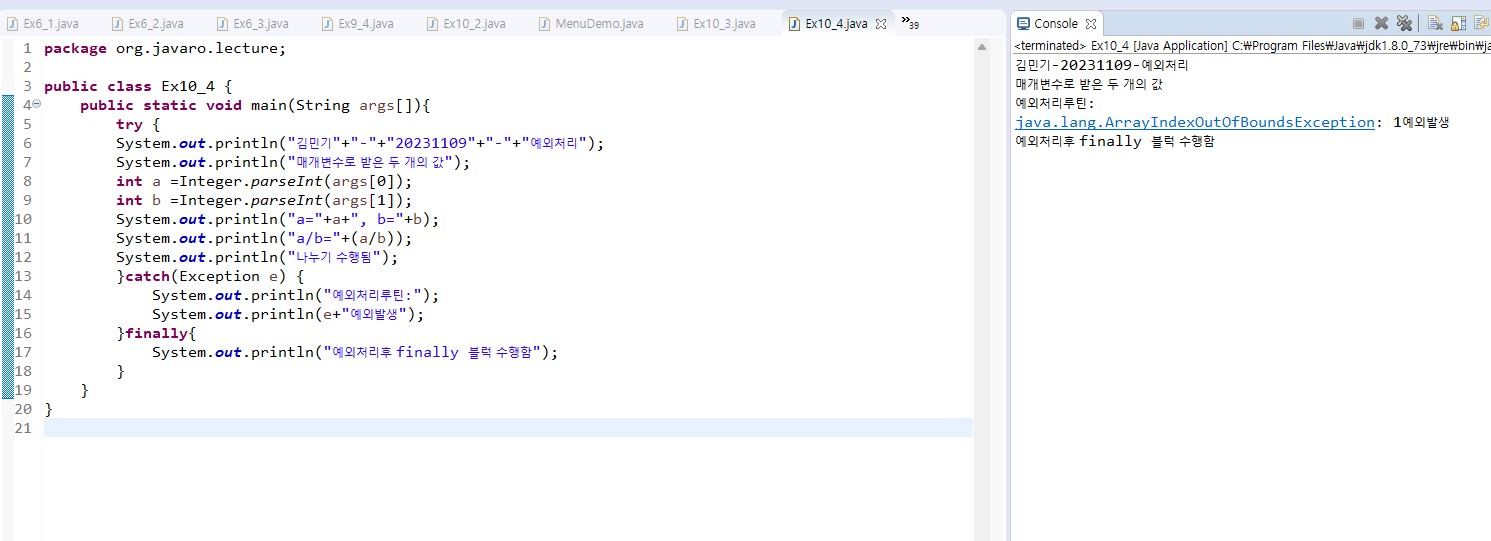 Ex6_1.java Ex6_2.java Ex6_3.java Ex9_4.java Ex10_2.java MenuDemo.java Ex10_3.java Ex10_4.java »39
1 package org.javaro.lecture;
2
3 public class Ex10_4 {
4 public static void main(String args[]){
5 try {
6 System.out.println("김민기"+"-"+"20231109"+"-"+"예외처리");
7 System.out.println("매개변수로 받은 두 개의 값");
8 int a =Integer.parseInt(args[0]);
9 int b =Integer.parseInt(args[1]);
10 System.out.println("a="+a+", b="+b);
11 System.out.println("a/b="+(a/b));
12 System.out.println("나누기 수행됨");
13 }catch(Exception e) {
14 System.out.println("예외처리루틴:");
15 System.out.println(e+"예외발생");
16 }finally{
17 System.out.println("예외처리후 finally 블럭 수행함");
18 }
19 }
20 }
21
Console
<terminated> Ex10_4 [Java Application] C:₩Program Files₩Java₩jdk1.8.0_73₩jre₩bin₩ja
김민기-20231109-예외처리
매개변수로 받은 두 개의 값
예외처리루틴:
java.lang.ArrayIndexOutOfBoundsException: 1예외발생
예외처리후 finally 블럭 수행함